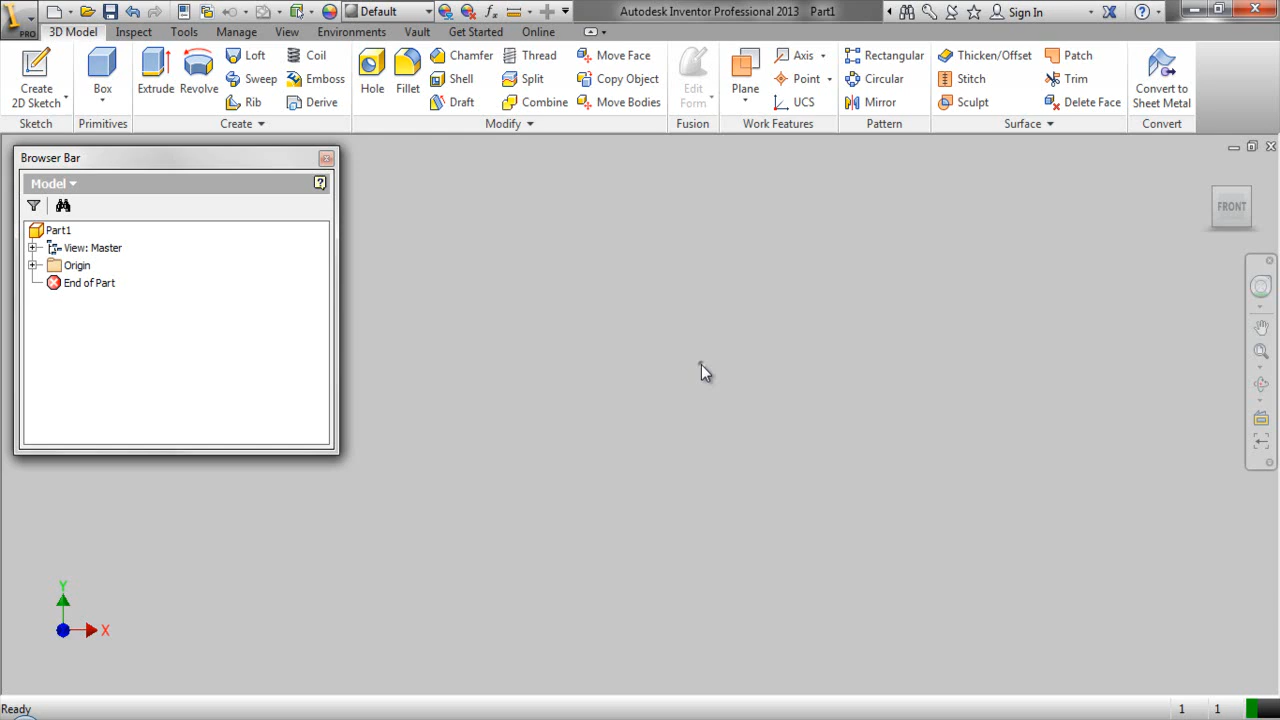 Default
Autodesk Inventor Professional 2013 Part1
Sign In
PRO
3D Model Inspect Tools Manage View Environments Vault Get Started Online
Create
2D Sketch
Box
Extrude
Revolve
Loft
Sweep
Rib
Coil
Emboss
Derive
Hole
Fillet
Chamfer
Shell
Draft
Thread
Split
Combine
Move Face
Copy Object
Move Bodies
Edit
Form
Plane
Axis
Point
UCS
Rectangular
Circular
Mirror
Thicken/Offset
Stitch
Sculpt
Patch
Trim
Delete Face
Convert to
Sheet Metal
Sketch Primitives Create Modify Fusion Work Features Pattern Surface Convert
Browser Bar
Model
Part1
View: Master
Origin
End of Part
FRONT
Y
X
Ready 1 1